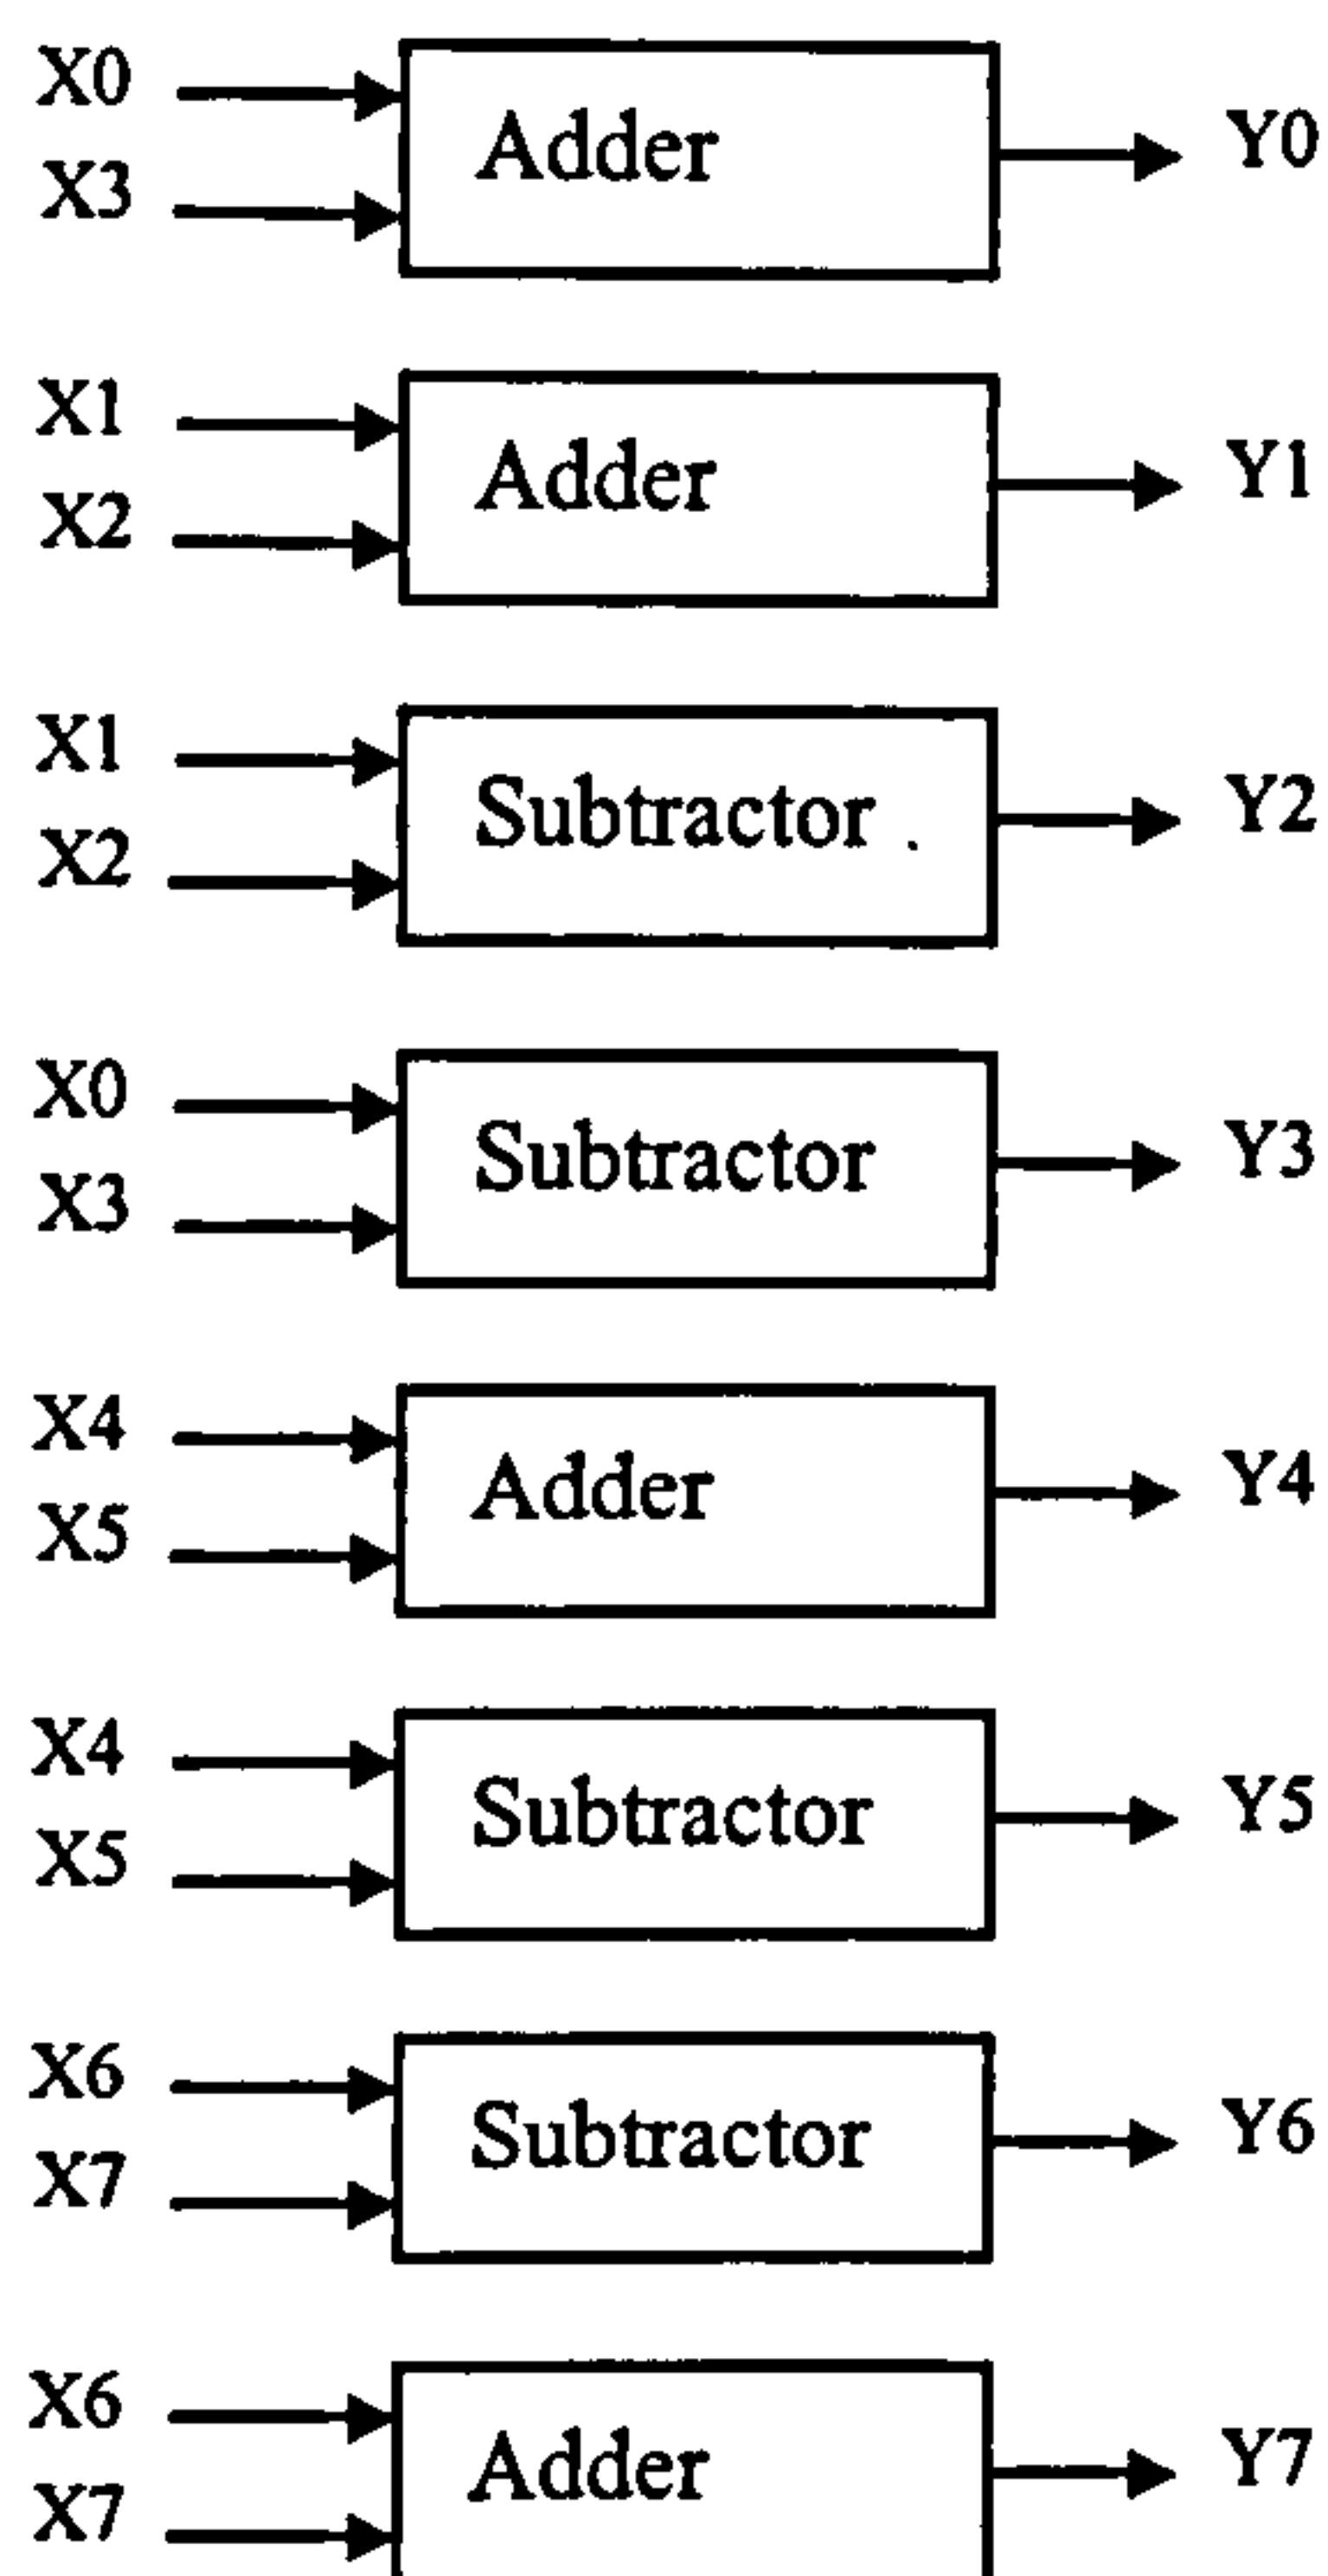 X0
Adder
Y0
X3
X1
Adder
Y1
X2
X1
Subtractor .
Y2
X2
X0
Subtractor
Y3
X3
X4
Adder
Y4
X5
X4
Subtractor
Y5
X5
X6
Subtractor
Y6
X7
X6
Adder
Y7
X7